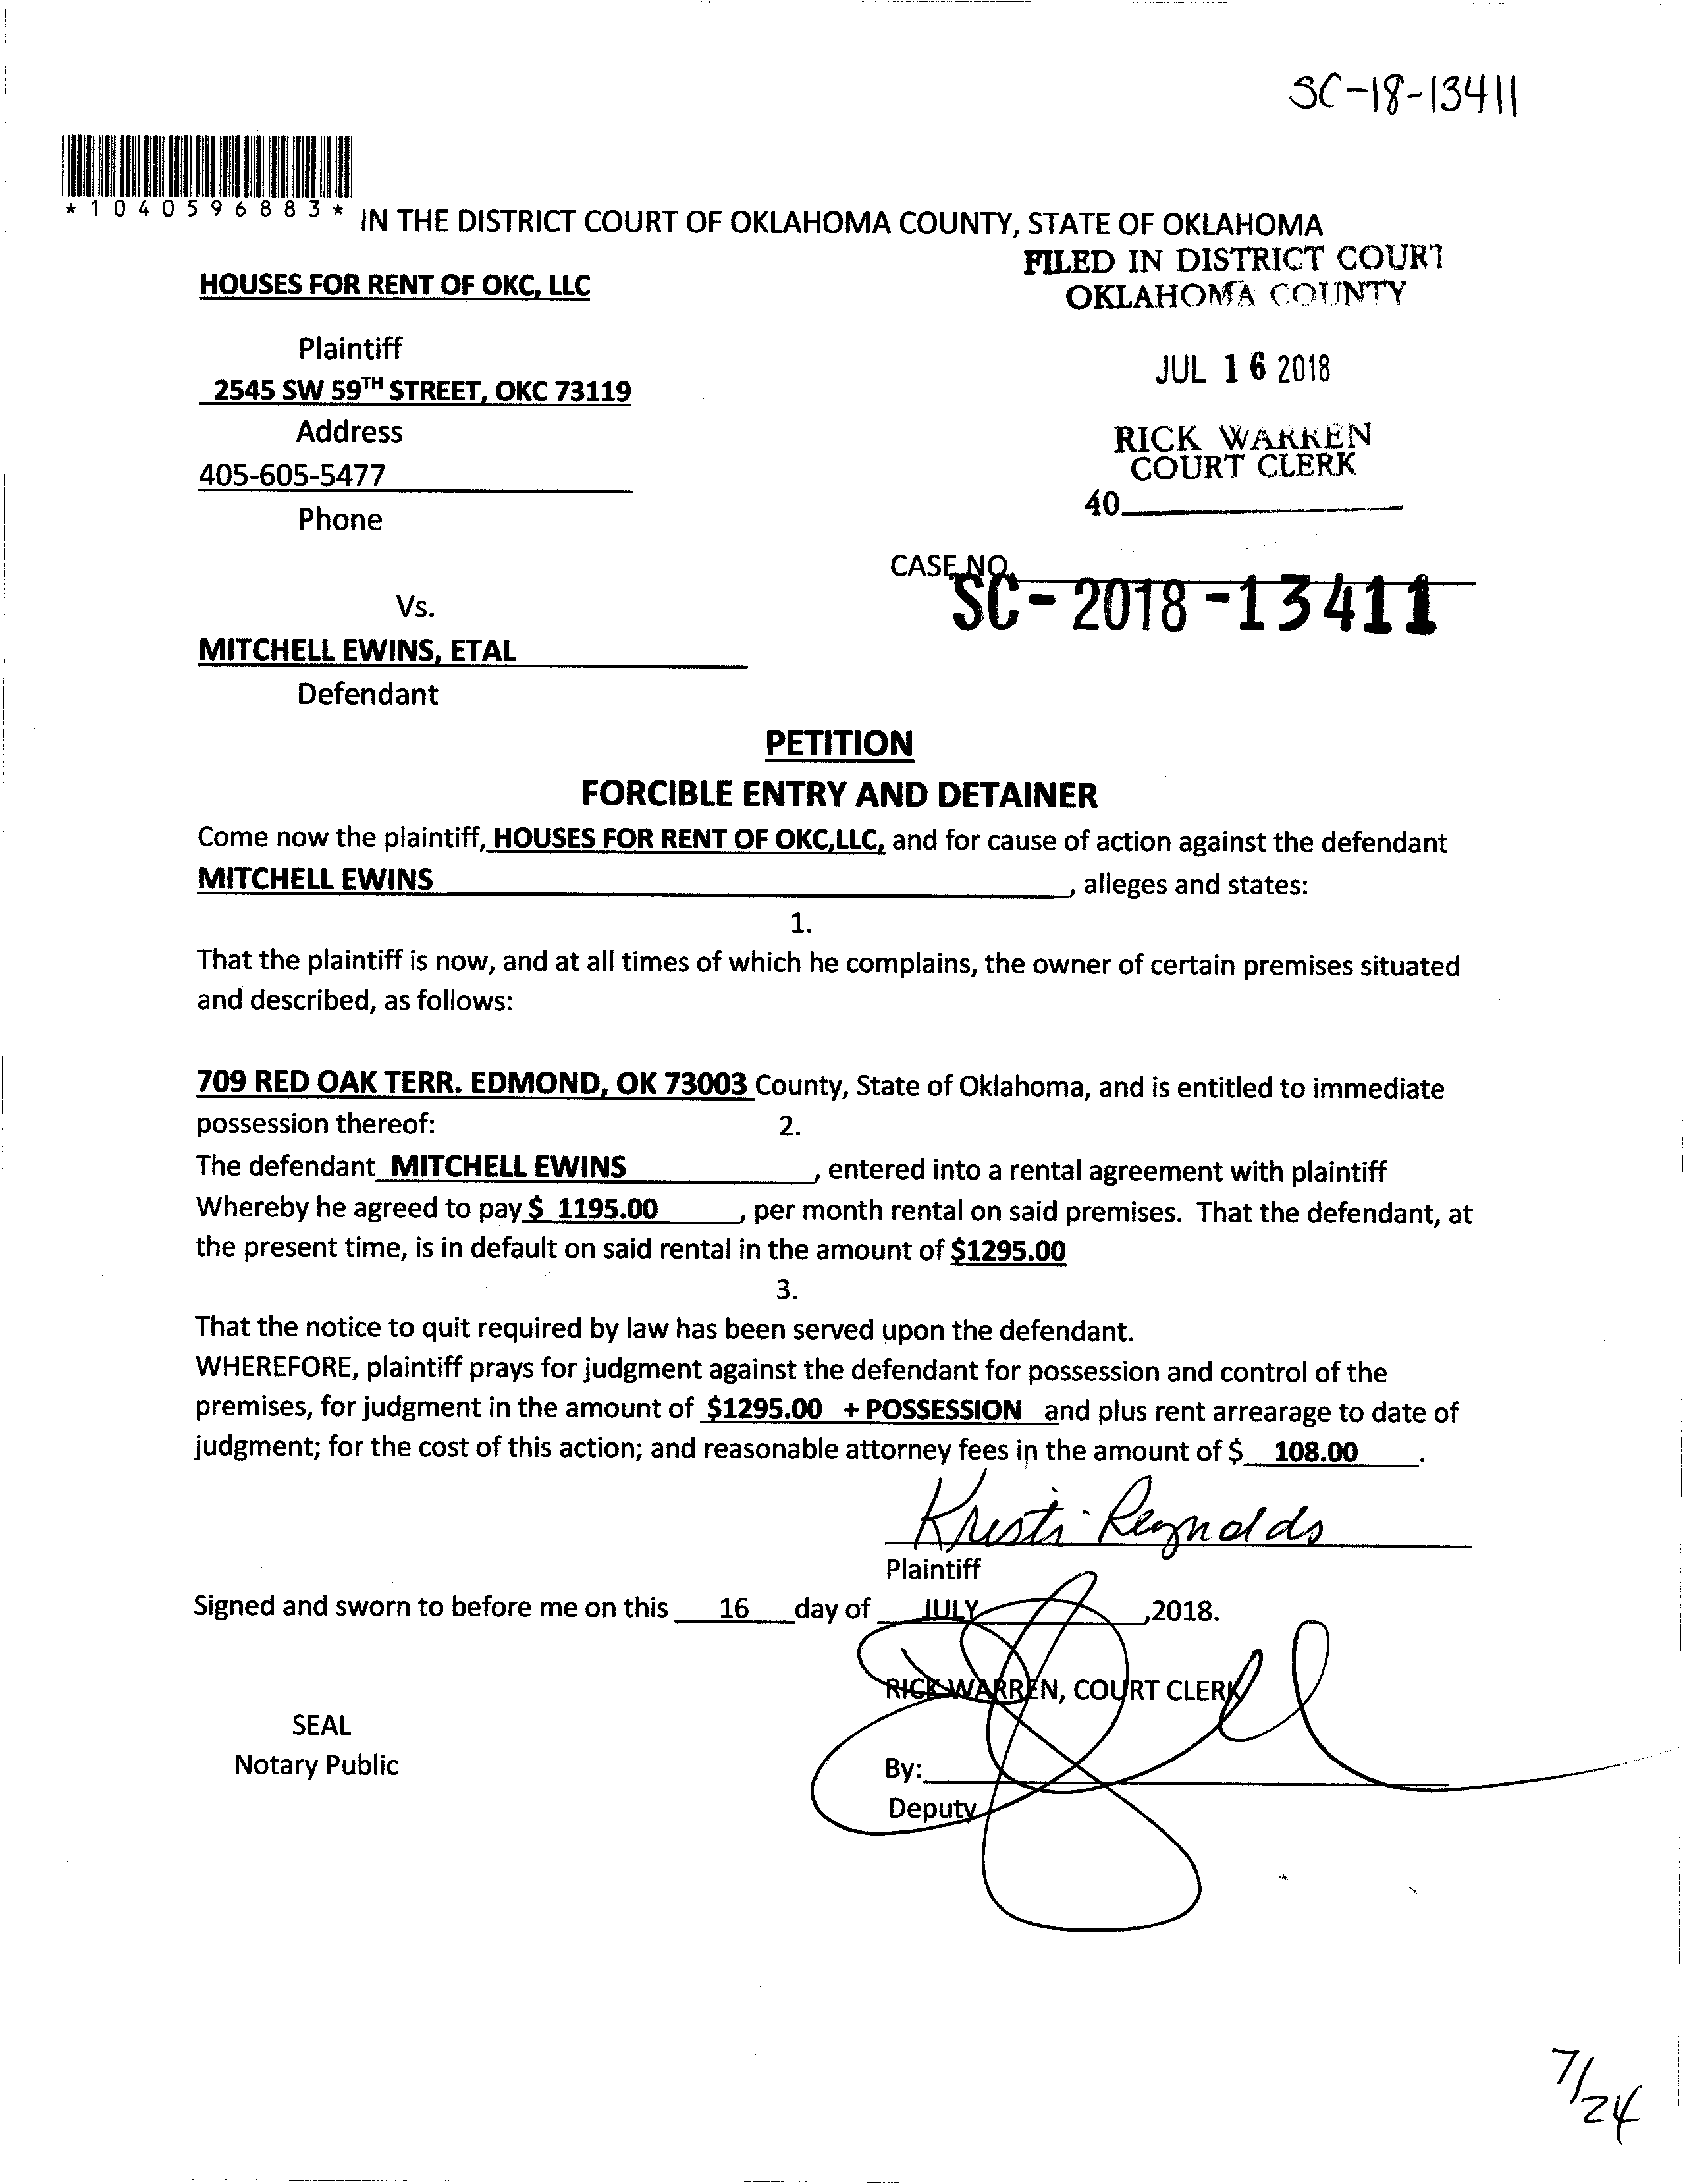 SC-18-13411
*1040596883*
IN THE DISTRICT COURT OF OKLAHOMA COUNTY, STATE OF OKLAHOMA
FILED IN DISTRICT COURT
OKLAHOMA COUNTY
HOUSES FOR RENT OF OKC, LLC
Plaintiff
JUL 16 2018
2545 SW 59TH STREET, OKC 73119
Address
RICK WARREN
COURT CLERK
405-605-5477
40
Phone
CASE NO.
SC-2018-13411
Vs.
MITCHELL EWINS, ETAL
Defendant
PETITION
FORCIBLE ENTRY AND DETAINER
Come now the plaintiff, HOUSES FOR RENT OF OKC,LLC, and for cause of action against the defendant
MITCHELL EWINS, alleges and states:
1.
That the plaintiff is now, and at all times of which he complains, the owner of certain premises situated
and described, as follows:
709 RED OAK TERR. EDMOND, OK 73003 County, State of Oklahoma, and is entitled to immediate
possession thereof: 2.
The defendant MITCHELL EWINS, entered into a rental agreement with plaintiff
Whereby he agreed to pay $ 1195.00, per month rental on said premises. That the defendant, at
the present time, is in default on said rental in the amount of $1295.00
3.
That the notice to quit required by law has been served upon the defendant.
WHEREFORE, plaintiff prays for judgment against the defendant for possession and control of the
premises, for judgment in the amount of $1295.00 + POSSESSION and plus rent arrearage to date of
judgment; for the cost of this action; and reasonable attorney fees in the amount of $ 108.00.
Kristi Reynolds
Plaintiff
Signed and sworn to before me on this 16 day of JULY,2018.
RICK WARREN, COURT CLERK
SEAL
Notary Public
By:
Deputy
7/24